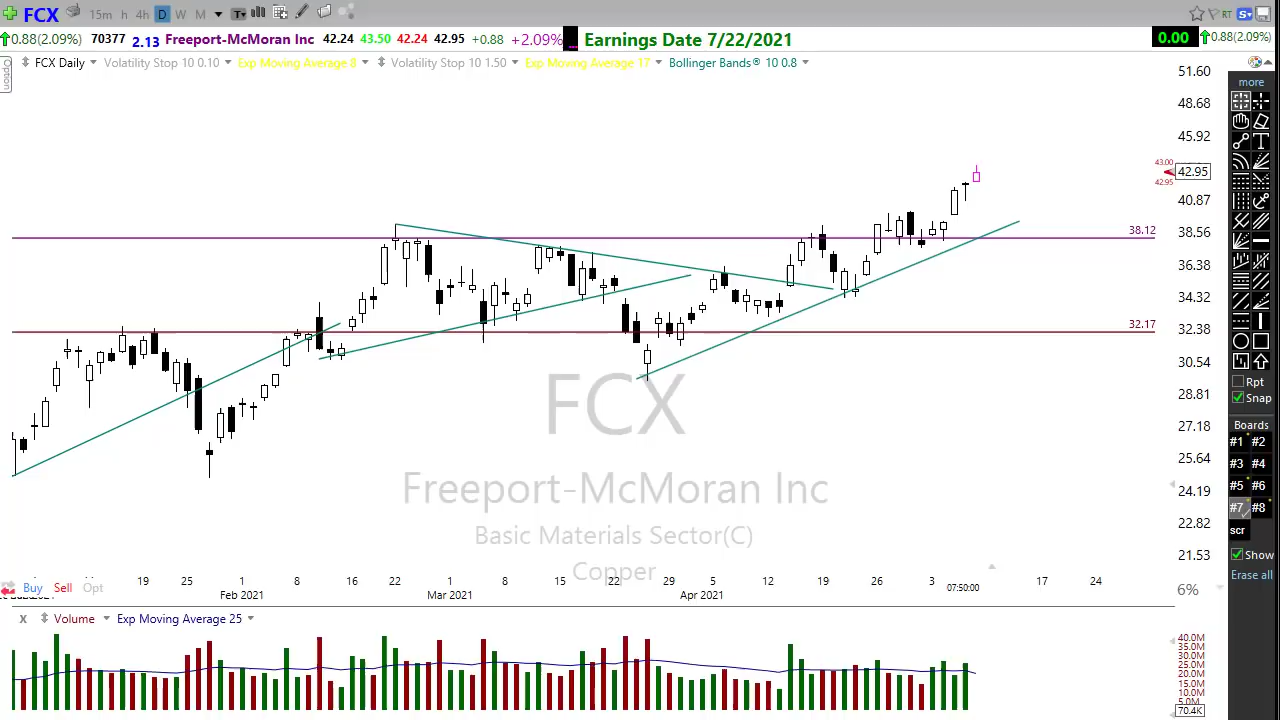 FCX 15m h 4h D W M T RT S
0.88(2.09%) 70377 2.13 Freeport-McMoran Inc 42.24 43.50 42.24 42.95 +0.88 +2.09% ... Earnings Date 7/22/2021 0.00 0.88(2.09%)
Option
FCX Daily Volatility Stop 10 0.10 Exp Moving Average 8 Volatility Stop 10 1.50 Exp Moving Average 17 Bollinger Bands® 10 0.8
51.60
48.68
45.92
43.00
42.95
42.95
40.87
38.12
38.56
36.38
34.32
32.17
32.38
30.54
28.81
27.18
25.64
24.19
22.82
21.53
FCX
Freeport-McMoran Inc
Basic Materials Sector(C)
Copper
19 25 1 8 16 22 1 8 15 22 29 5 12 19 26 3 17 24
Buy Sell Opt 07:50:00 6%
Feb 2021 Mar 2021 Apr 2021
X Volume Exp Moving Average 25
40.0M
35.0M
30.0M
25.0M
20.0M
15.0M
10.0M
5.0M
70.4K
more
T
Rpt
Snap
Boards
#1 #2
#3 #4
#5 #6
#7 #8
scr
Show
Erase all